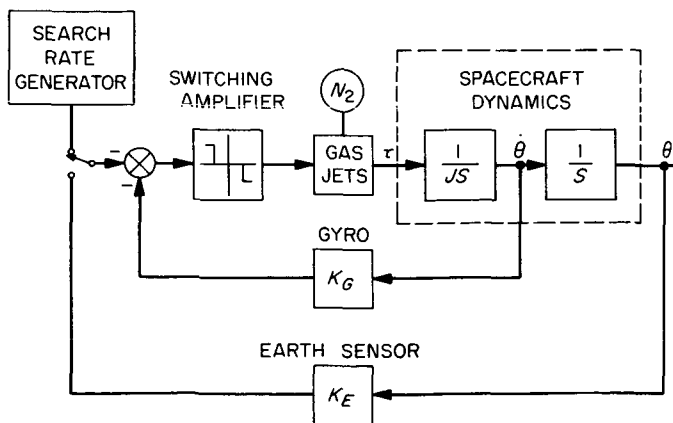 SEARCH
RATE
GENERATOR
SWITCHING
AMPLIFIER
N2
SPACECRAFT
DYNAMICS
−
−
GAS
JETS
τ
1
JS
θ̇
1
S
θ
GYRO
KG
EARTH SENSOR
KE